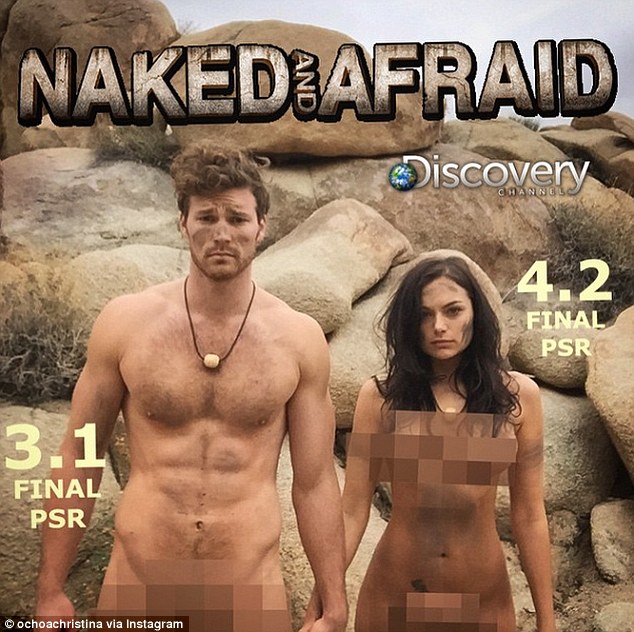 NAKED AND AFRAID
Discovery
CHANNEL
4.2
FINAL
PSR
3.1
FINAL
PSR
© ochoachristina via Instagram